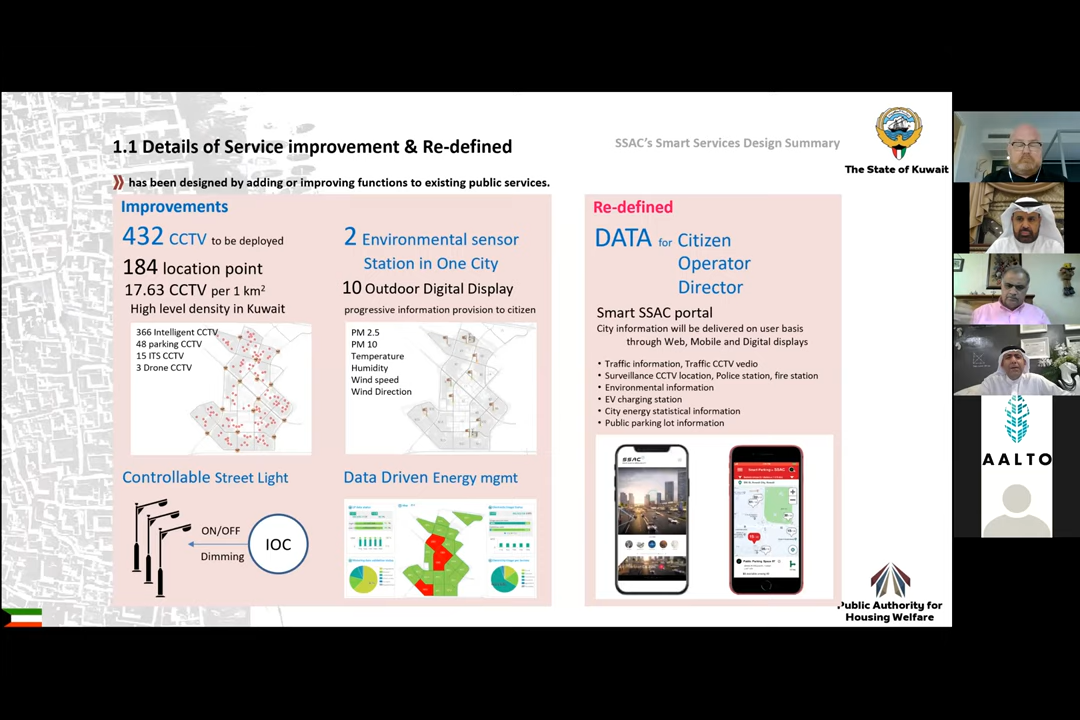 1.1 Details of Service improvement & Re-defined
SSAC's Smart Services Design Summary
The State of Kuwait
has been designed by adding or improving functions to existing public services.
Improvements
432 CCTV to be deployed
184 location point
17.63 CCTV per 1 km²
High level density in Kuwait
366 Intelligent CCTV
48 parking CCTV
15 ITS CCTV
3 Drone CCTV
2 Environmental sensor
Station in One City
10 Outdoor Digital Display
progressive information provision to citizen
PM 2.5
PM 10
Temperature
Humidity
Wind speed
Wind Direction
Controllable Street Light
ON/OFF
Dimming
IOC
Data Driven Energy mgmt
Re-defined
DATA for Citizen
Operator
Director
Smart SSAC portal
City information will be delivered on user basis
through Web, Mobile and Digital displays
• Traffic information, Traffic CCTV vedio
• Surveillance CCTV location, Police station, fire station
• Environmental information
• EV charging station
• City energy statistical information
• Public parking lot information
SSAC
Smart Parking in SSAC
Public Authority for
Housing Welfare
AALTO